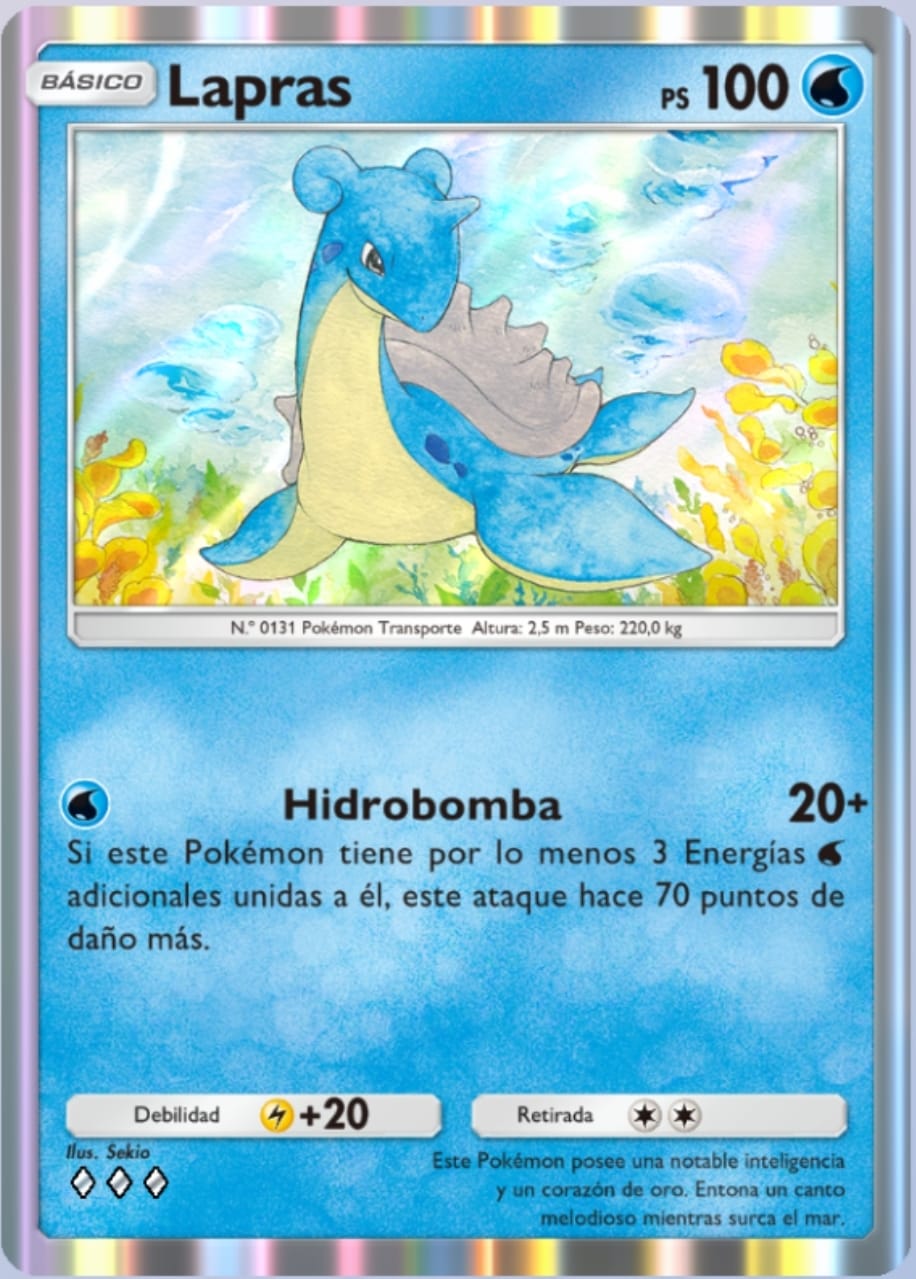 BÁSICO Lapras PS 100
N.° 0131 Pokémon Transporte Altura: 2,5 m Peso: 220,0 kg
Hidrobomba 20+
Si este Pokémon tiene por lo menos 3 Energías
adicionales unidas a él, este ataque hace 70 puntos de
daño más.
Debilidad +20 Retirada
Ilus. Sekio
Este Pokémon posee una notable inteligencia
y un corazón de oro. Entona un canto
melodioso mientras surca el mar.